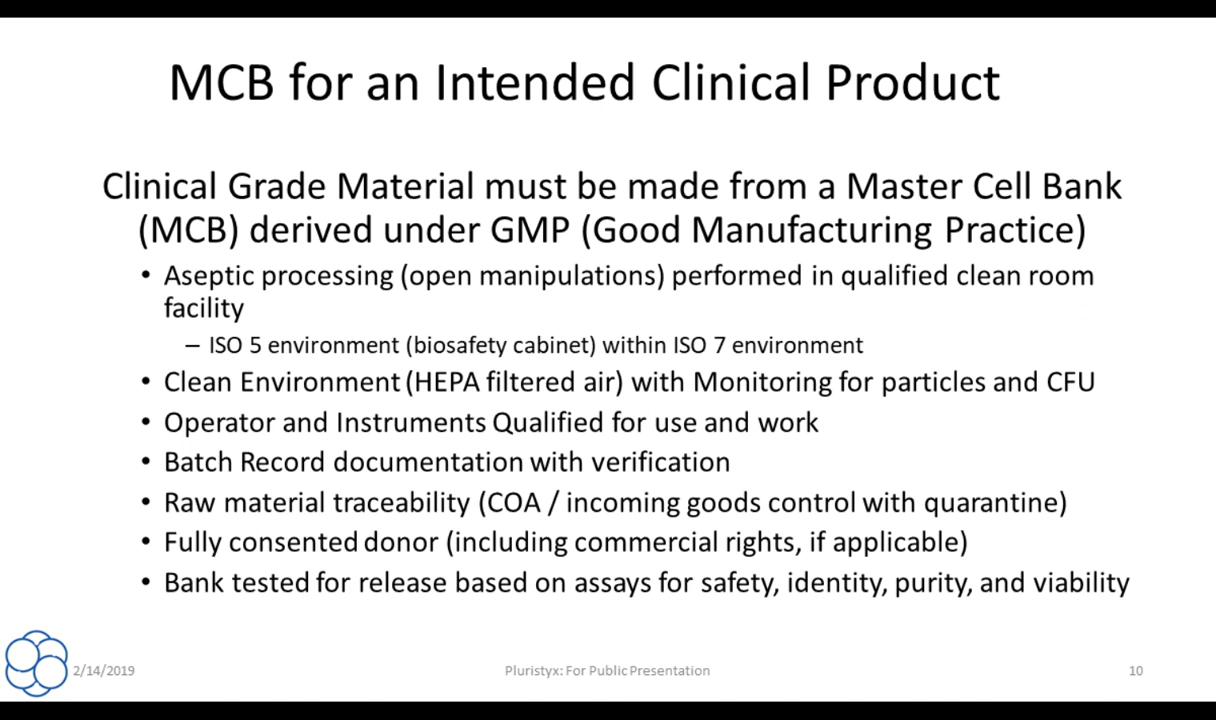 MCB for an Intended Clinical Product
Clinical Grade Material must be made from a Master Cell Bank
(MCB) derived under GMP (Good Manufacturing Practice)
• Aseptic processing (open manipulations) performed in qualified clean room
facility
– ISO 5 environment (biosafety cabinet) within ISO 7 environment
• Clean Environment (HEPA filtered air) with Monitoring for particles and CFU
• Operator and Instruments Qualified for use and work
• Batch Record documentation with verification
• Raw material traceability (COA / incoming goods control with quarantine)
• Fully consented donor (including commercial rights, if applicable)
• Bank tested for release based on assays for safety, identity, purity, and viability
2/14/2019
Pluristyx: For Public Presentation
10